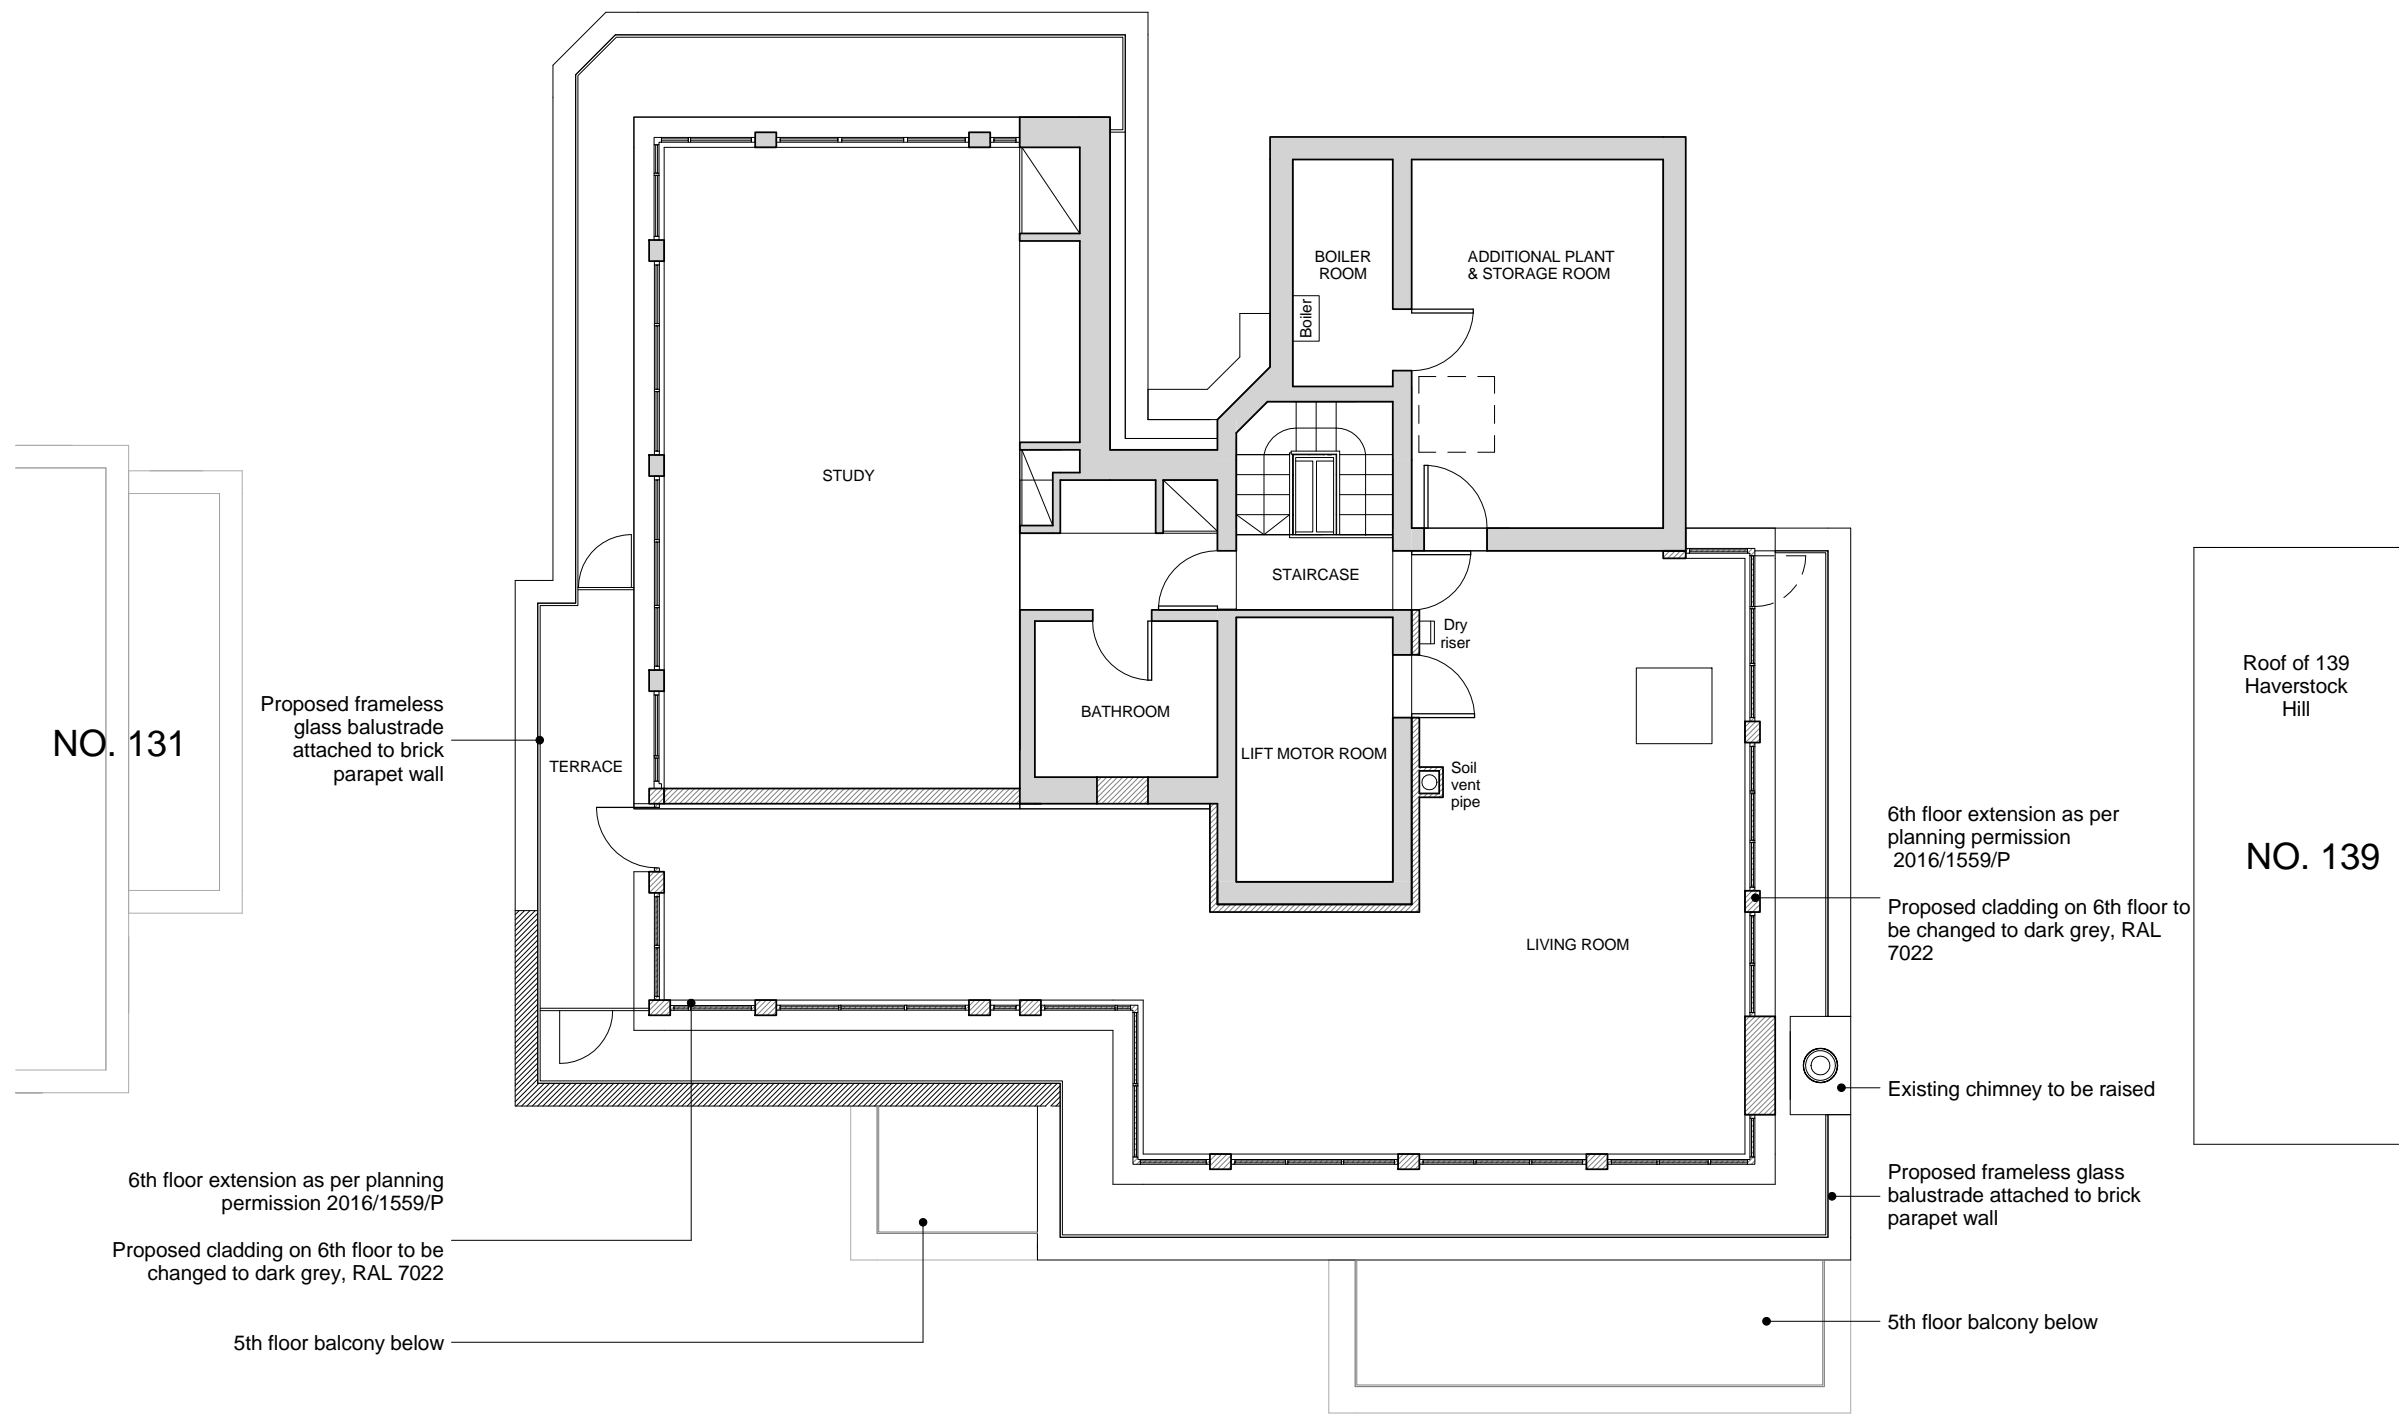 BOILER
ROOM
ADDITIONAL PLANT
& STORAGE ROOM
Boiler
STUDY
STAIRCASE
Dry
riser
Roof of 139
Haverstock
Hill
Proposed frameless
glass balustrade
attached to brick
parapet wall
NO. 131
TERRACE
BATHROOM
LIFT MOTOR ROOM
Soil
vent
pipe
6th floor extension as per
planning permission
2016/1559/P
NO. 139
Proposed cladding on 6th floor to
be changed to dark grey, RAL
7022
LIVING ROOM
Existing chimney to be raised
6th floor extension as per planning
permission 2016/1559/P
Proposed frameless glass
balustrade attached to brick
parapet wall
Proposed cladding on 6th floor to be
changed to dark grey, RAL 7022
5th floor balcony below
5th floor balcony below